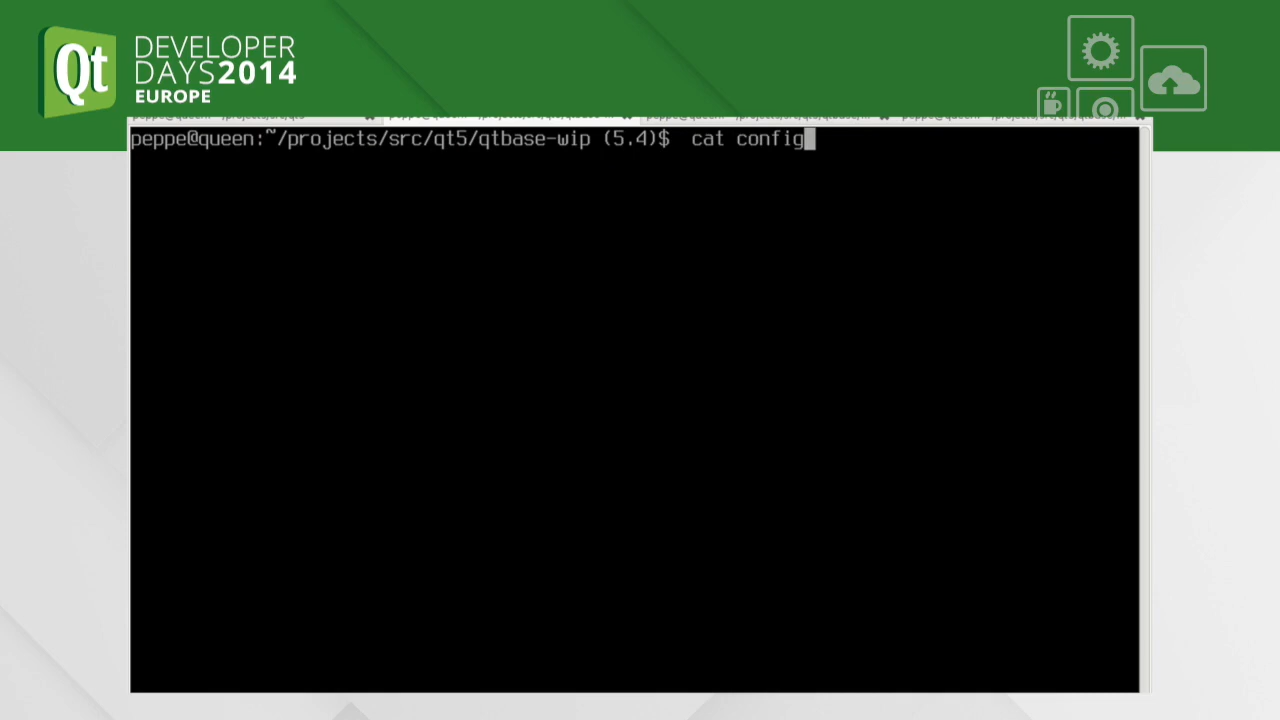 Qt
DEVELOPER
DAYS2014
EUROPE
peppe@queen:~/projects/src/qt5/qtbase-wip (5.4)$  cat config